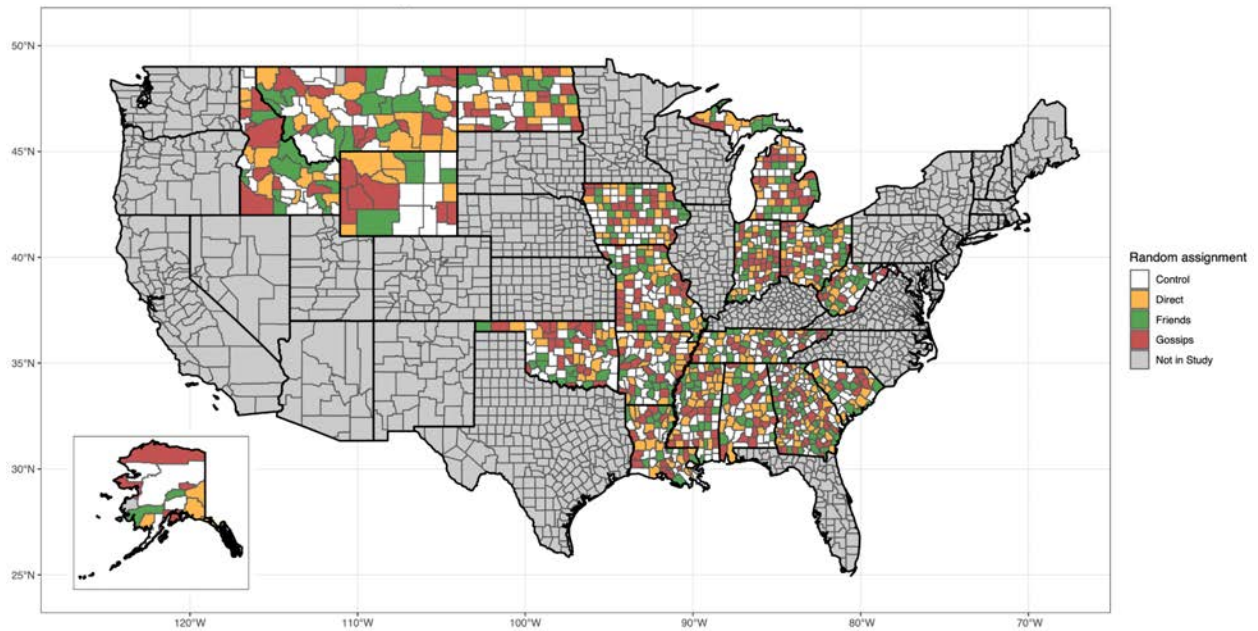 50°N
45°N
40°N
35°N
30°N
25°N
120°W
110°W
100°W
90°W
80°W
70°W
Random assignment
Control
Direct
Friends
Gossips
Not in Study